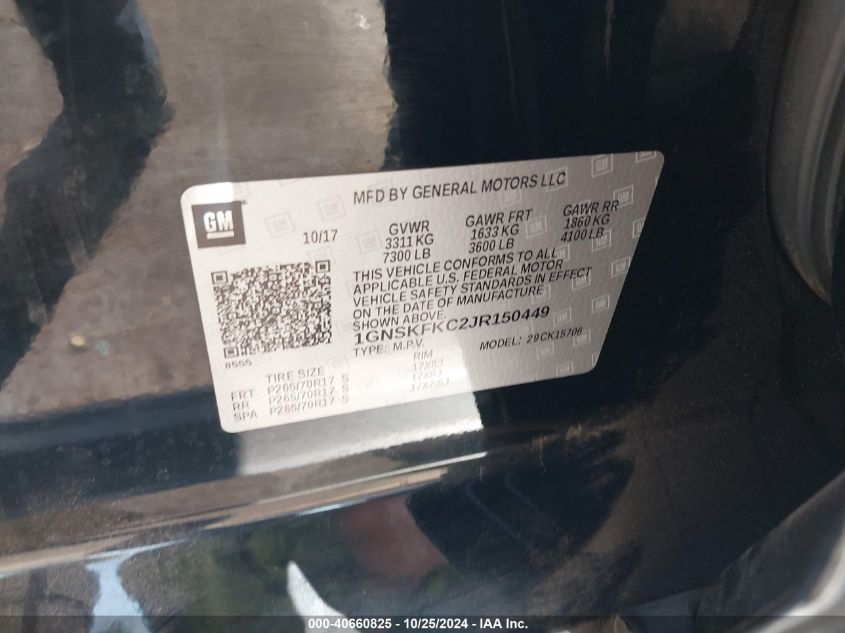 MFD BY GENERAL MOTORS LLC
GM
10/17 GVWR GAWR FRT GAWR RR
3311 KG 1633 KG 1860 KG
7300 LB 3600 LB 4100 LB
THIS VEHICLE CONFORMS TO ALL
APPLICABLE U.S. FEDERAL MOTOR
VEHICLE SAFETY STANDARDS IN EFFECT
ON THE DATE OF MANUFACTURE
SHOWN ABOVE.
1GNSKFKC2JR150449
TYPE: M.P.V. MODEL: 29CK15706
8555
TIRE SIZE RIM
FRT P265/70R17 S 17X8J
RR P265/70R17 S 17X8J
SPA P265/70R17 S 17X7.5J
000-40660825 - 10/25/2024 - IAA Inc.